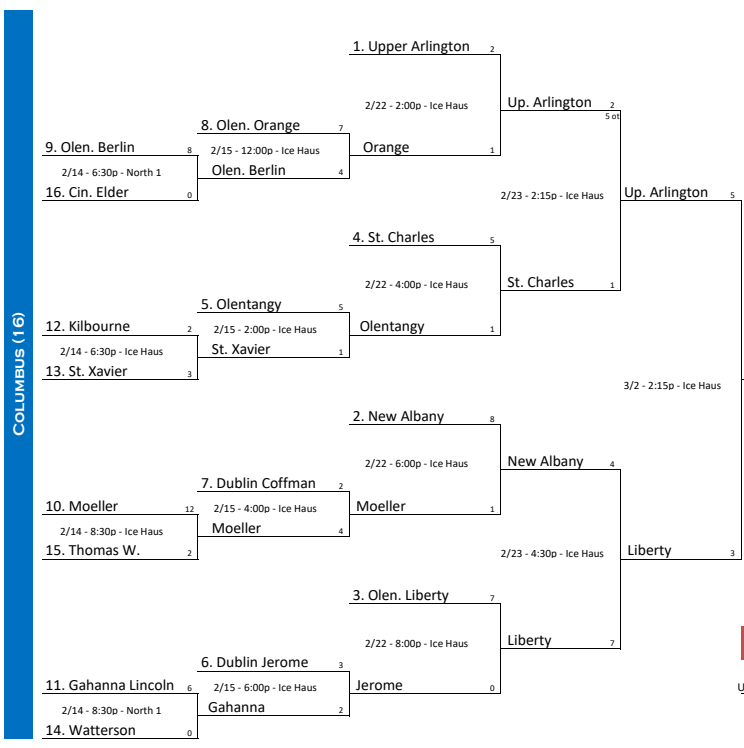 COLUMBUS (16)
1. Upper Arlington 2
2/22 - 2:00p - Ice Haus
Up. Arlington 2
5 ot
8. Olen. Orange 7
9. Olen. Berlin 8
2/15 - 12:00p - Ice Haus
Orange 1
2/14 - 6:30p - North 1
Olen. Berlin 4
16. Cin. Elder 0
2/23 - 2:15p - Ice Haus
Up. Arlington 5
4. St. Charles 5
2/22 - 4:00p - Ice Haus
St. Charles 1
5. Olentangy 5
12. Kilbourne 2
2/15 - 2:00p - Ice Haus
Olentangy 1
2/14 - 6:30p - Ice Haus
St. Xavier 1
13. St. Xavier 3
3/2 - 2:15p - Ice Haus
2. New Albany 8
2/22 - 6:00p - Ice Haus
New Albany 4
7. Dublin Coffman 2
10. Moeller 12
2/15 - 4:00p - Ice Haus
Moeller 1
2/14 - 8:30p - Ice Haus
Moeller 4
15. Thomas W. 2
2/23 - 4:30p - Ice Haus
Liberty 3
3. Olen. Liberty 7
2/22 - 8:00p - Ice Haus
Liberty 7
6. Dublin Jerome 3
11. Gahanna Lincoln 6
2/15 - 6:00p - Ice Haus
Jerome 0
U
2/14 - 8:30p - North 1
Gahanna 2
14. Watterson 0